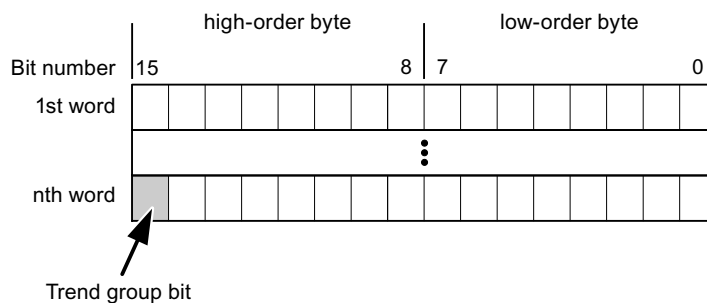 high-order byte low-order byte
Bit number 15 8 7 0
1st word
nth word
Trend group bit